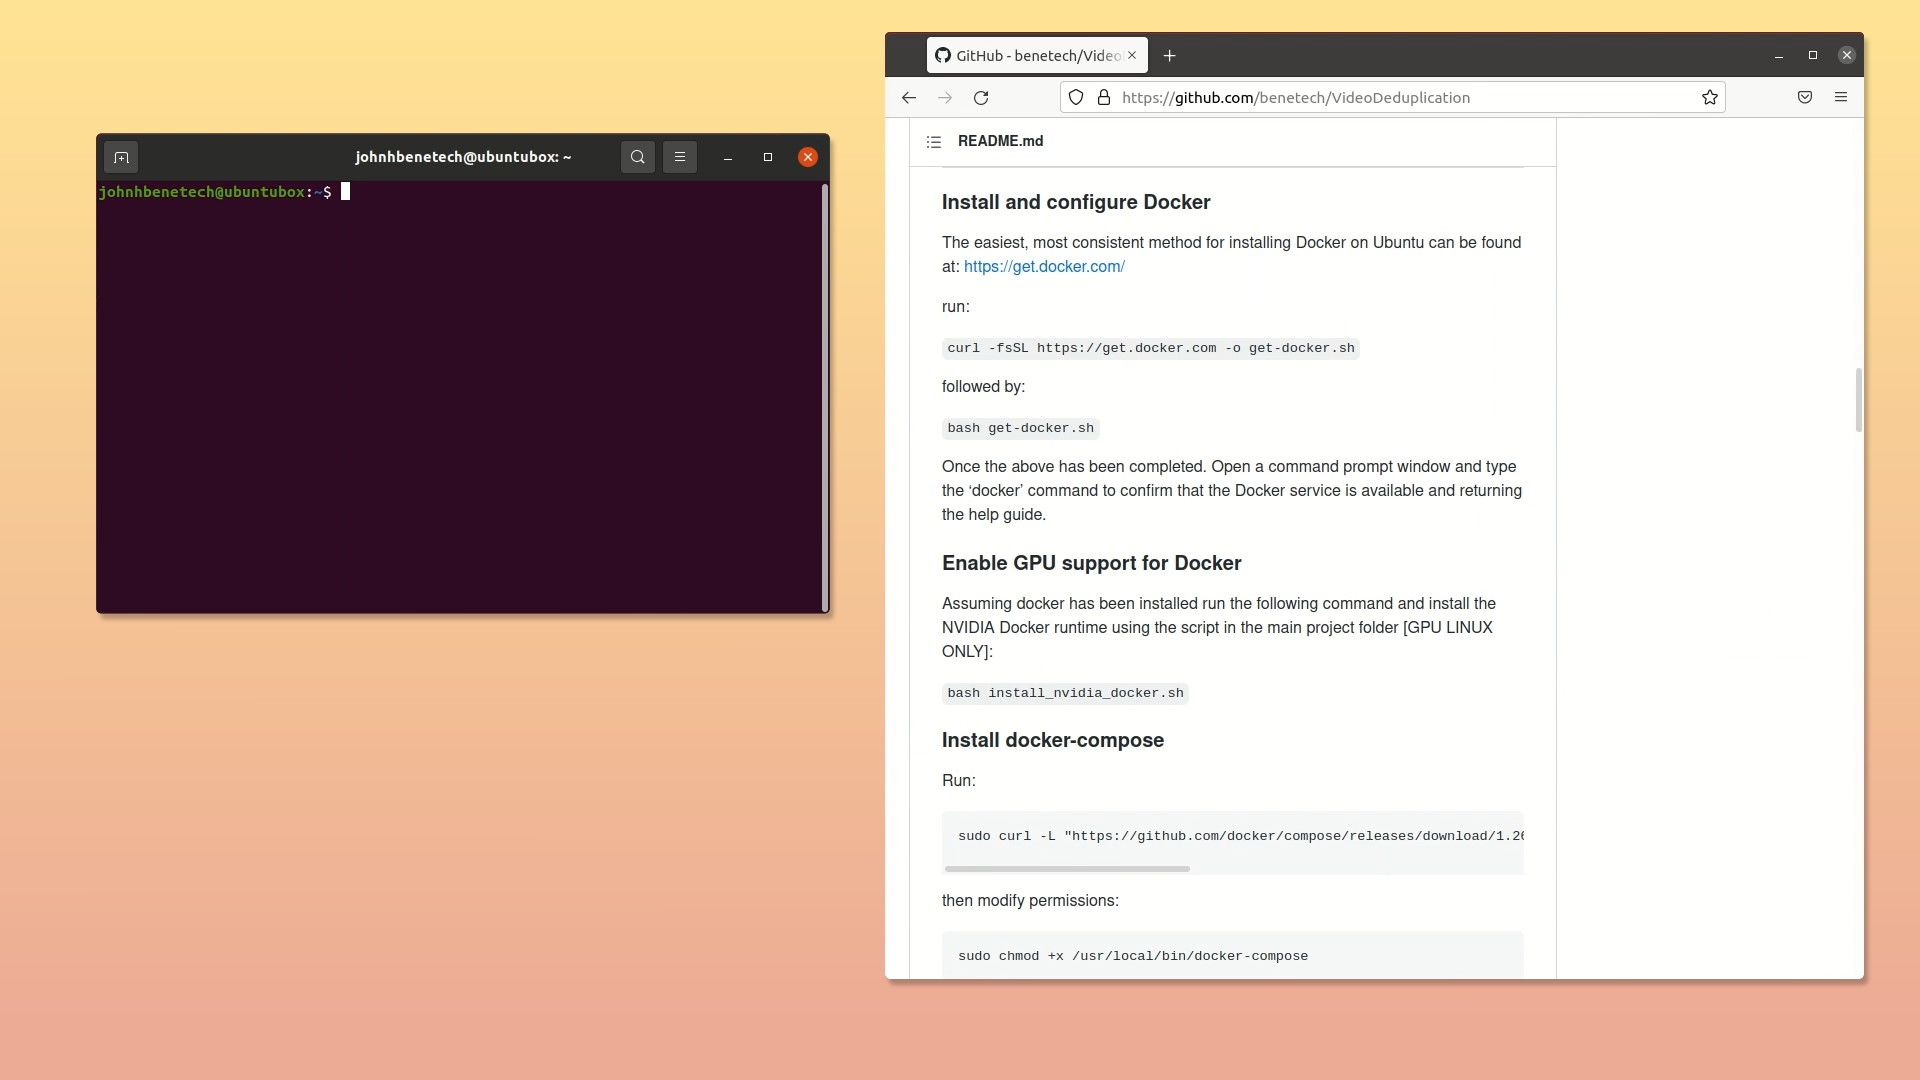 johnhbenetech@ubuntubox: ~
johnhbenetech@ubuntubox:~$
GitHub - benetech/Video
https://github.com/benetech/VideoDeduplication
README.md
Install and configure Docker
The easiest, most consistent method for installing Docker on Ubuntu can be found
at: https://get.docker.com/
run:
curl -fsSL https://get.docker.com -o get-docker.sh
followed by:
bash get-docker.sh
Once the above has been completed. Open a command prompt window and type
the ‘docker’ command to confirm that the Docker service is available and returning
the help guide.
Enable GPU support for Docker
Assuming docker has been installed run the following command and install the
NVIDIA Docker runtime using the script in the main project folder [GPU LINUX
ONLY]:
bash install_nvidia_docker.sh
Install docker-compose
Run:
sudo curl -L "https://github.com/docker/compose/releases/download/1.26
then modify permissions:
sudo chmod +x /usr/local/bin/docker-compose